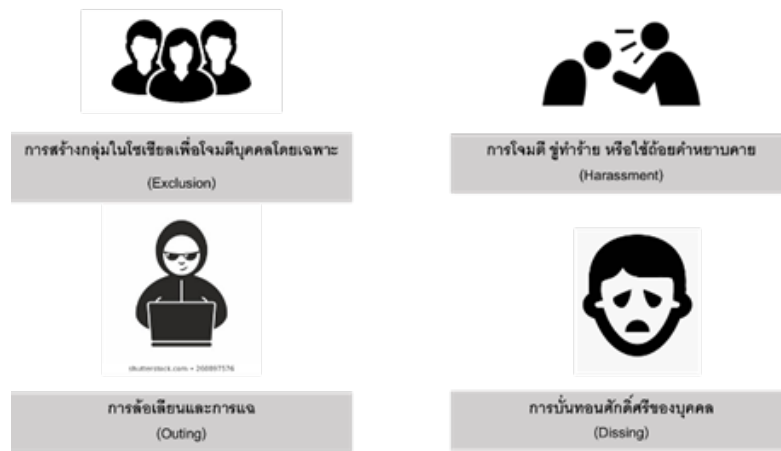 การสร้างกลุ่มในโซเชียลเพื่อโจมตีบุคคลโดยเฉพาะ
(Exclusion)
การโจมตี ขู่ทำร้าย หรือใช้ถ้อยคำหยาบคาย
(Harassment)
shutterstock.com • 260897576
การล้อเลียนและการแฉ
(Outing)
การบั่นทอนศักดิ์ศรีของบุคคล
(Dissing)